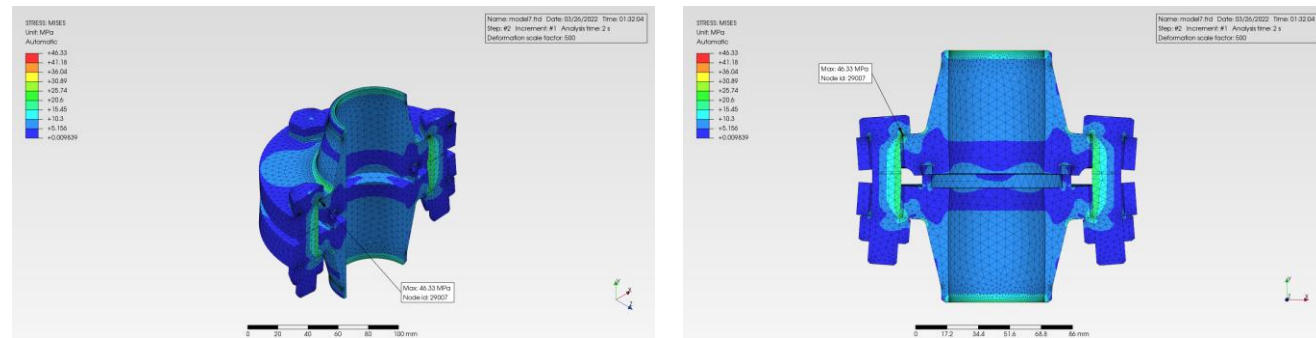 STRESS: MISES
Unit: MPa
Automatic
+46.33
+41.18
+36.04
+30.89
+25.74
+20.6
+15.45
+10.3
+5.156
+0.009839
Name: model7.frd Date: 03/26/2022 Time: 01:32:04
Step: #2 Increment: #1 Analysis time: 2 s
Deformation scale factor: 500
Max: 46.33 MPa
Node id: 29007
Y
X
Z
0 20 40 60 80 100 mm
STRESS: MISES
Unit: MPa
Automatic
+46.33
+41.18
+36.04
+30.89
+25.74
+20.6
+15.45
+10.3
+5.156
+0.009839
Name: model7.frd Date: 03/26/2022 Time: 01:32:04
Step: #2 Increment: #1 Analysis time: 2 s
Deformation scale factor: 500
Max: 46.33 MPa
Node id: 29007
Y
X
0 17.2 34.4 51.6 68.8 86 mm